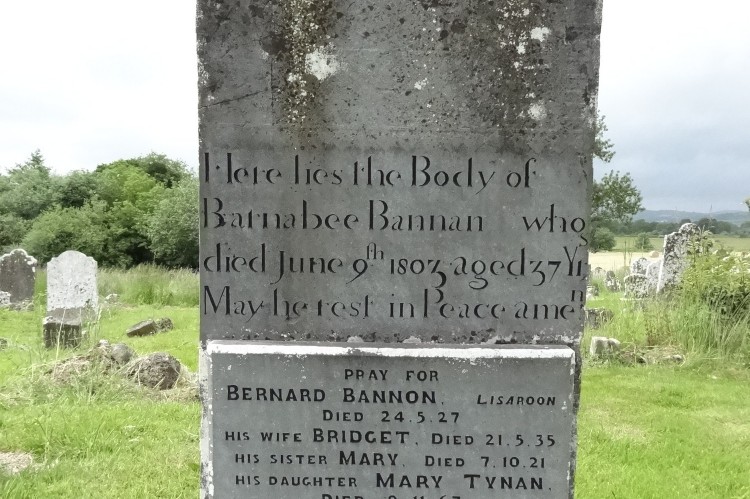 Here lies the Body of
Barnabee Bannan who
died June 9th 1803 aged 37 Yr
May he rest in Peace amen
PRAY FOR
BERNARD BANNON, LISAROON
DIED 24.5.27
HIS WIFE BRIDGET, DIED 21.5.35
HIS SISTER MARY, DIED 7.10.21
HIS DAUGHTER MARY TYNAN,
DIED